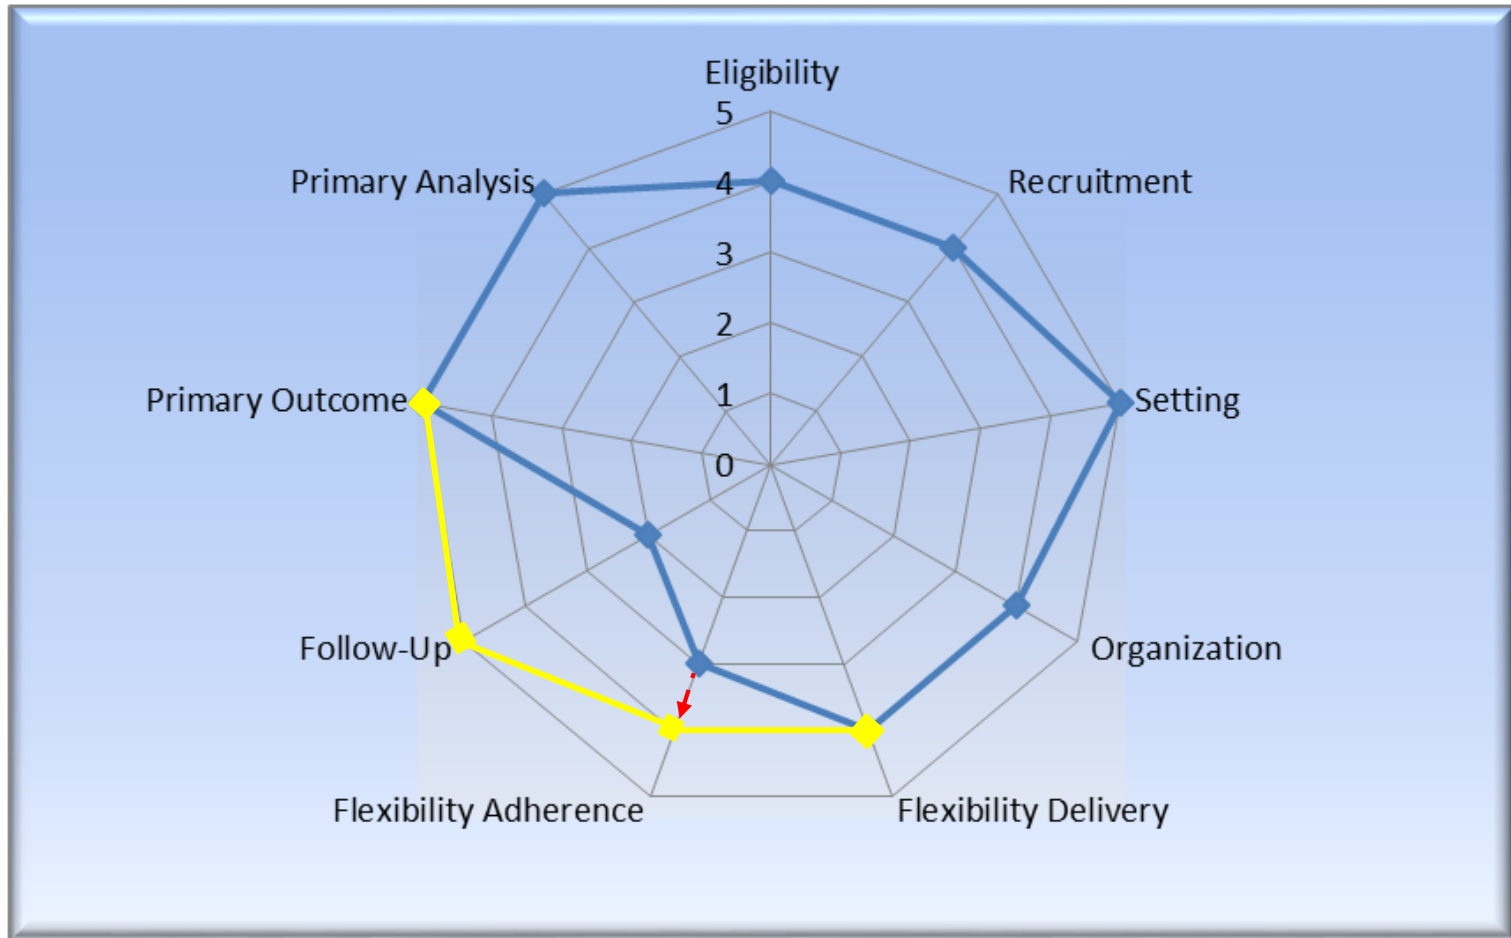 Eligibility
5
Primary Analysis
Recruitment
4
3
2
Primary Outcome
1
Setting
0
Follow-Up
Organization
Flexibility Adherence
Flexibility Delivery